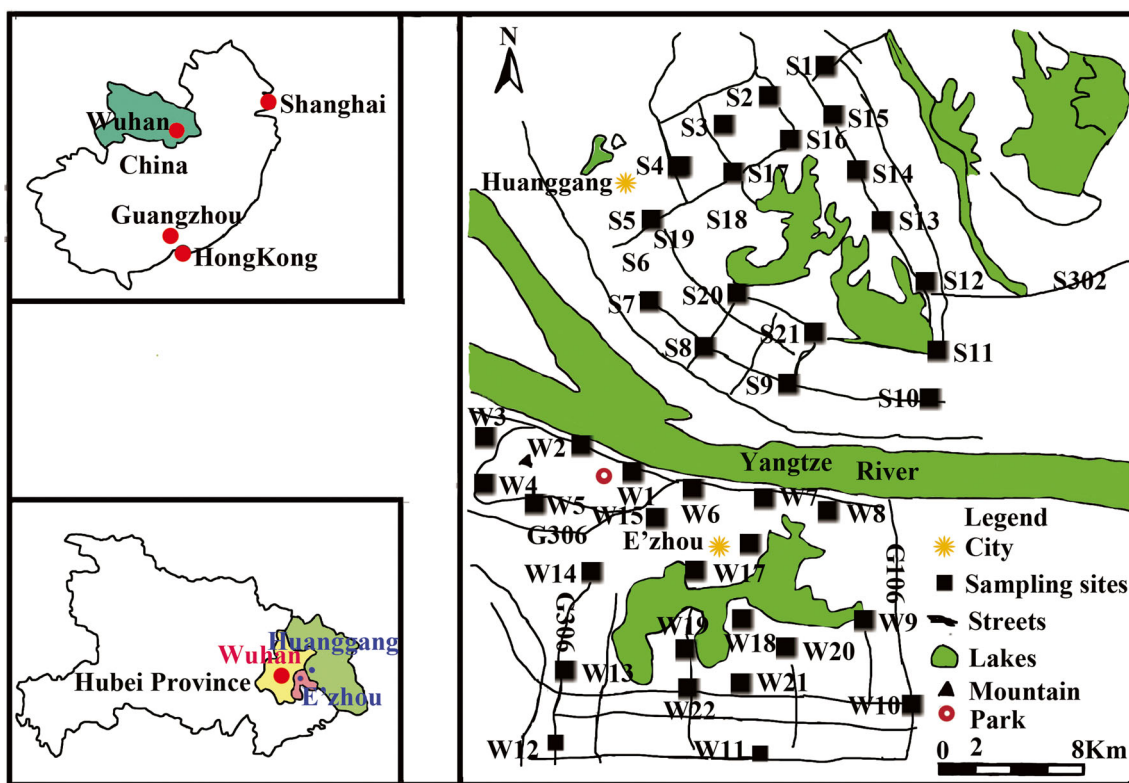 Shanghai
Wuhan
China
Guangzhou
HongKong
Huanggang
Wuhan
Hubei Province
E'zhou
N
S1
S2
S3
S15
S16
S4
Huanggang
S17
S14
S5
S18
S13
S19
S6
S12
S302
S7
S20
S21
S8
S11
S9
S10
W3
W2
Yangtze River
W4
W1
W5
W15
W6
W7
W8
G306
E'zhou
G106
W14
W17
G306
W19
W18
W9
W20
W13
W21
W22
W10
W12
W11
Legend
City
Sampling sites
Streets
Lakes
Mountain
Park
0 2 8Km